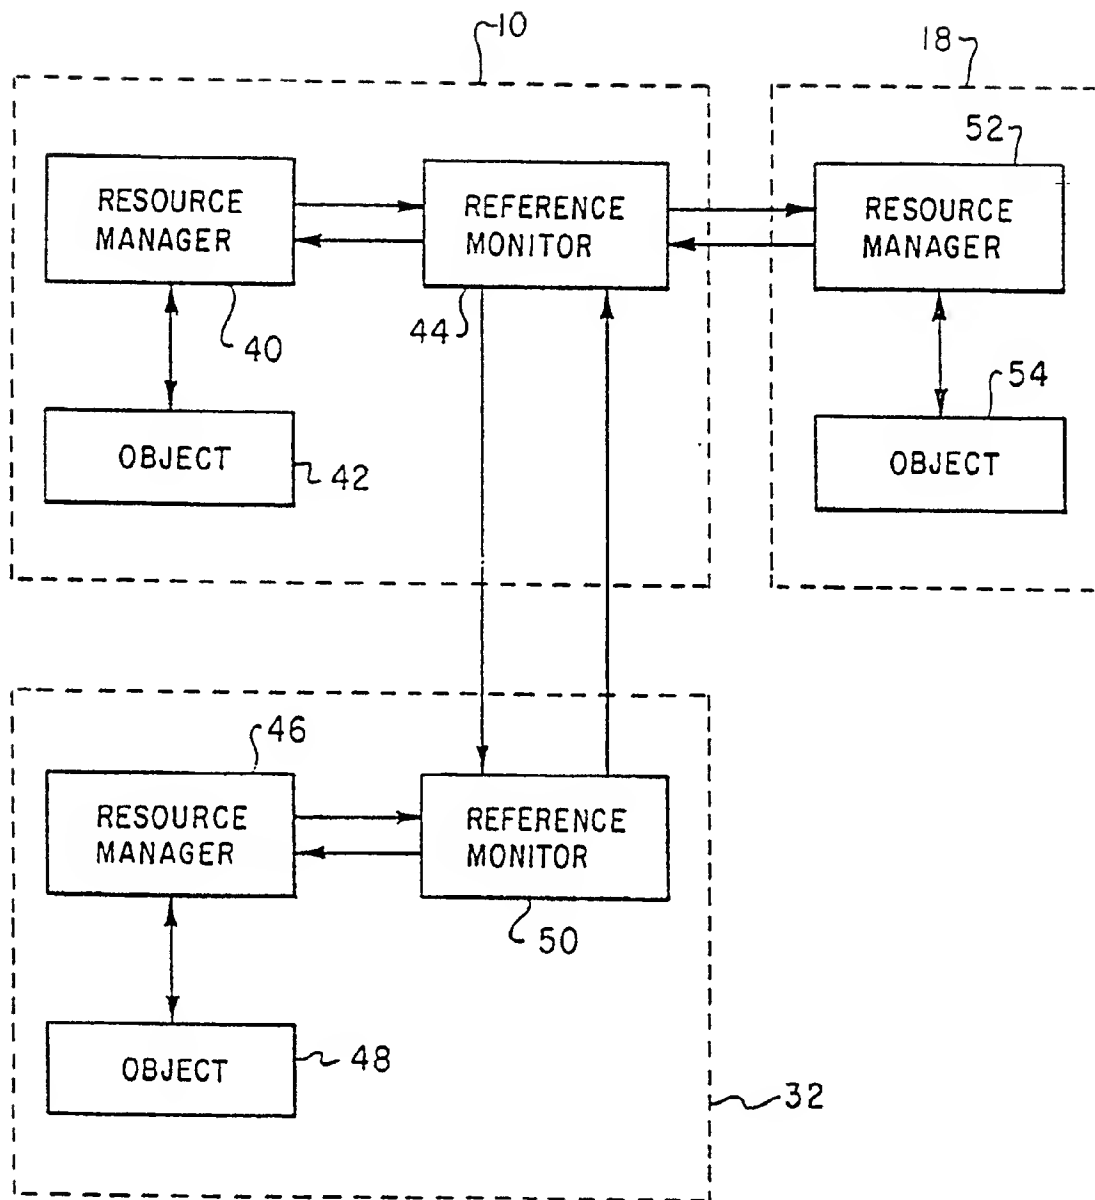 10
18
52
RESOURCE
MANAGER
REFERENCE
MONITOR
RESOURCE
MANAGER
40
44
54
OBJECT
42
OBJECT
46
RESOURCE
MANAGER
REFERENCE
MONITOR
50
OBJECT
48
32